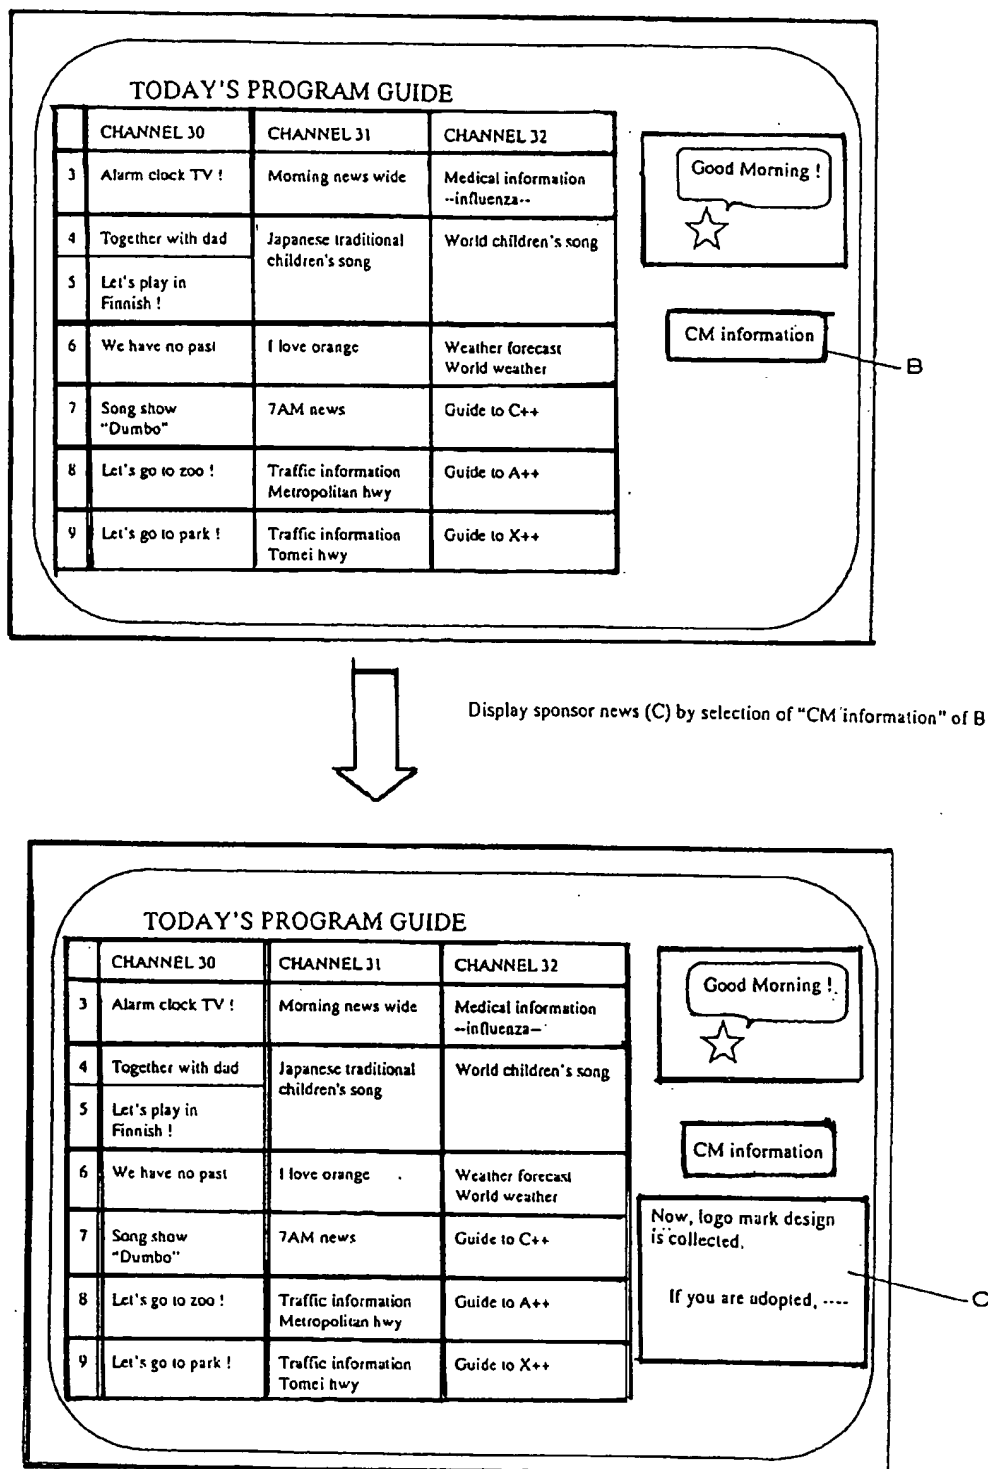 TODAY'S PROGRAM GUIDE
CHANNEL 30 CHANNEL 31 CHANNEL 32
3 Alarm clock TV ! Morning news wide Medical information
--influenza--
4 Together with dad Japanese traditional World children's song
children's song
5 Let's play in
Finnish !
6 We have no past I love orange Weather forecast
World weather
7 Song show 7AM news Guide to C++
"Dumbo"
8 Let's go to zoo ! Traffic information Guide to A++
Metropolitan hwy
9 Let's go to park ! Traffic information Guide to X++
Tomei hwy
Good Morning !
CM information
B
Display sponsor news (C) by selection of "CM information" of B
TODAY'S PROGRAM GUIDE
CHANNEL 30 CHANNEL 31 CHANNEL 32
3 Alarm clock TV ! Morning news wide Medical information
--influenza--
4 Together with dad Japanese traditional World children's song
children's song
5 Let's play in
Finnish !
6 We have no past I love orange Weather forecast
World weather
7 Song show 7AM news Guide to C++
"Dumbo"
8 Let's go to zoo ! Traffic information Guide to A++
Metropolitan hwy
9 Let's go to park ! Traffic information Guide to X++
Tomei hwy
Good Morning !
CM information
Now, logo mark design
is collected.
If you are adopted, ----
C